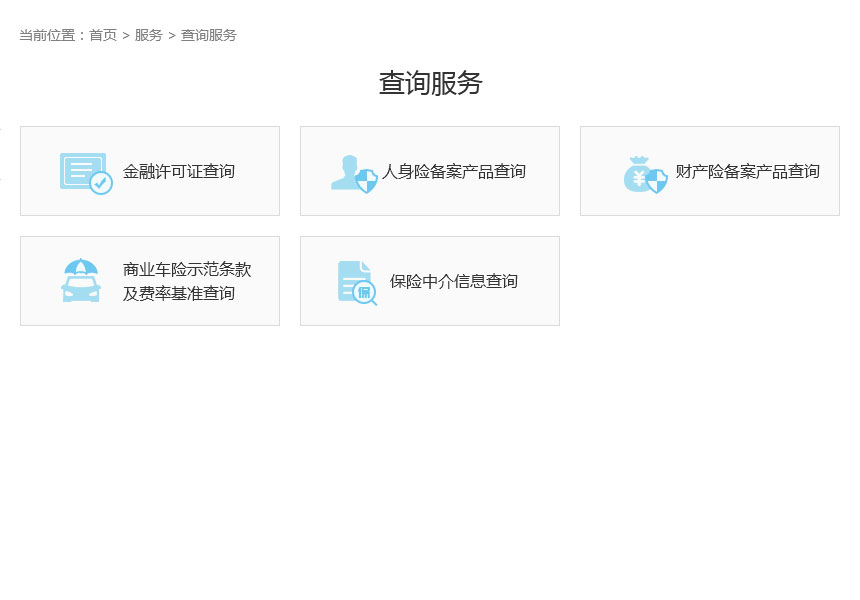 当前位置：首页 > 服务 > 查询服务
查询服务
金融许可证查询
人身险备案产品查询
¥
财产险备案产品查询
商业车险示范条款
及费率基准查询
保
保险中介信息查询